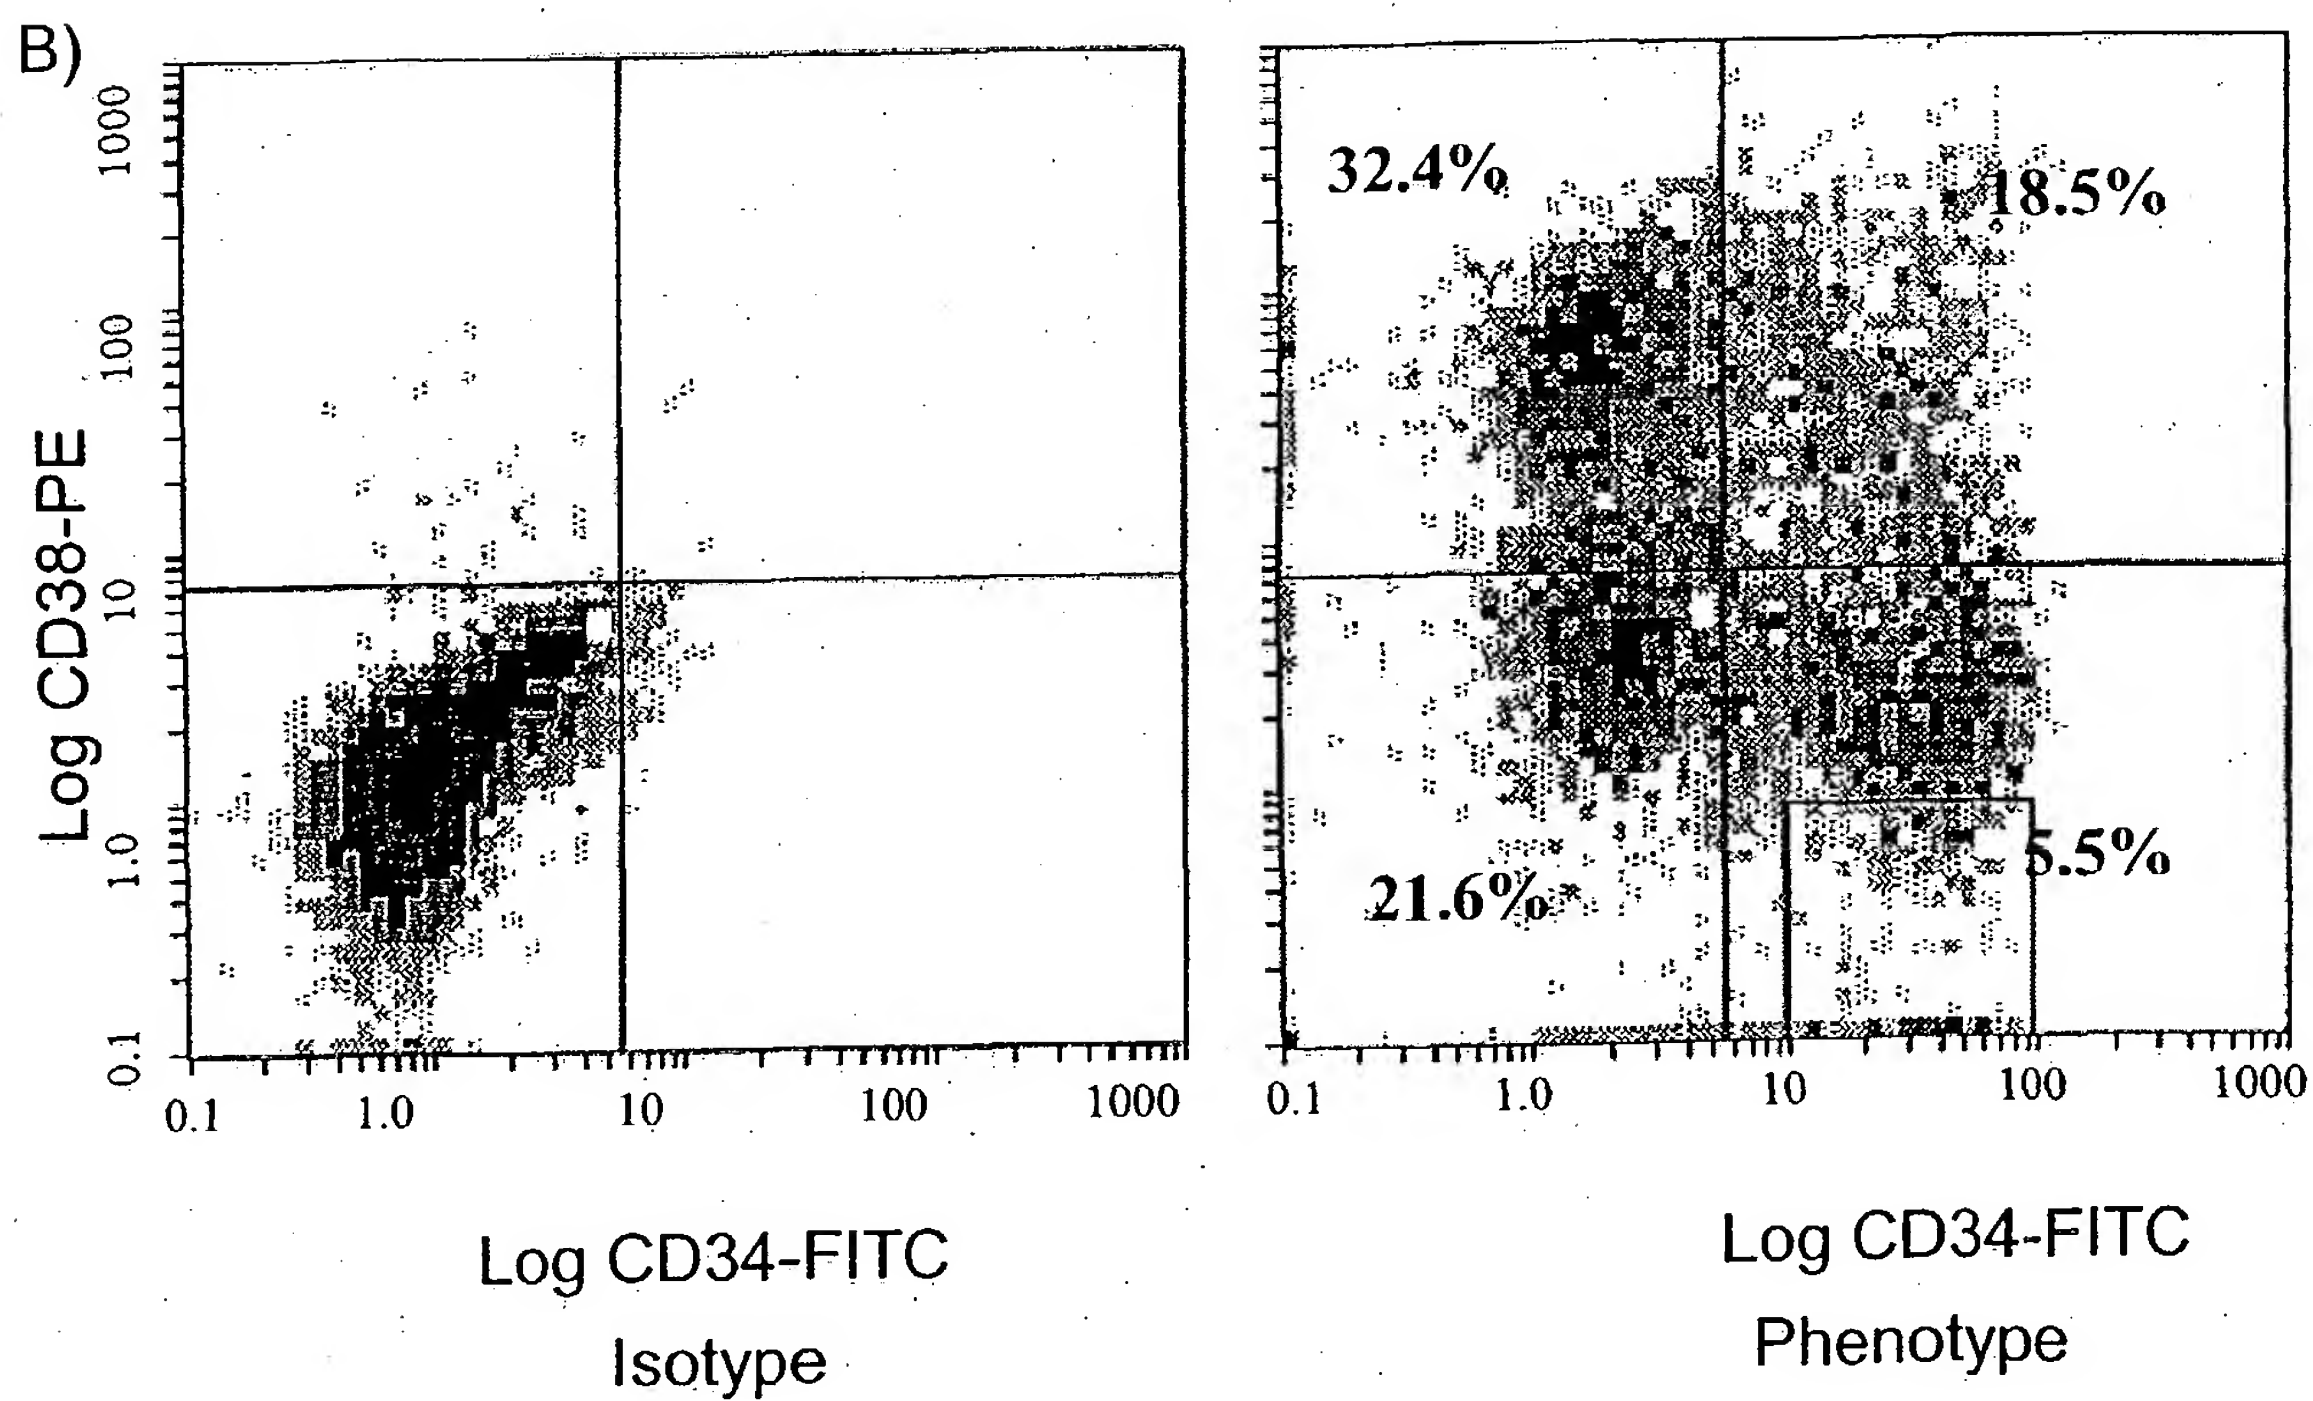 B)
Log CD38-PE
1000
100
10
1.0
0.1
32.4%
18.5%
21.6%
5.5%
0.1 1.0 10 100 1000
0.1 1.0 10 100 1000
Log CD34-FITC
Isotype
Log CD34-FITC
Phenotype